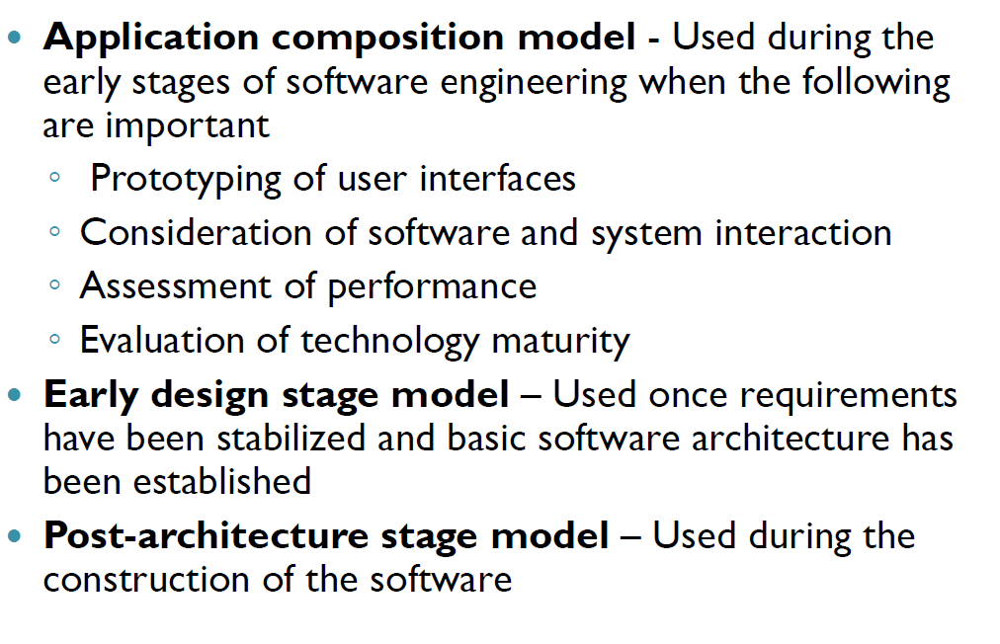 • Application composition model - Used during the
early stages of software engineering when the following
are important
◦ Prototyping of user interfaces
◦ Consideration of software and system interaction
◦ Assessment of performance
◦ Evaluation of technology maturity
• Early design stage model – Used once requirements
have been stabilized and basic software architecture has
been established
• Post-architecture stage model – Used during the
construction of the software